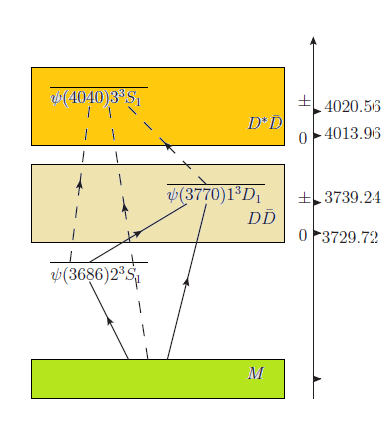 ψ(4040)3³S₁
D*D̄
± 4020.56
0 4013.96
ψ(3770)1³D₁
DD̄
± 3739.24
0 3729.72
ψ(3686)2³S₁
M